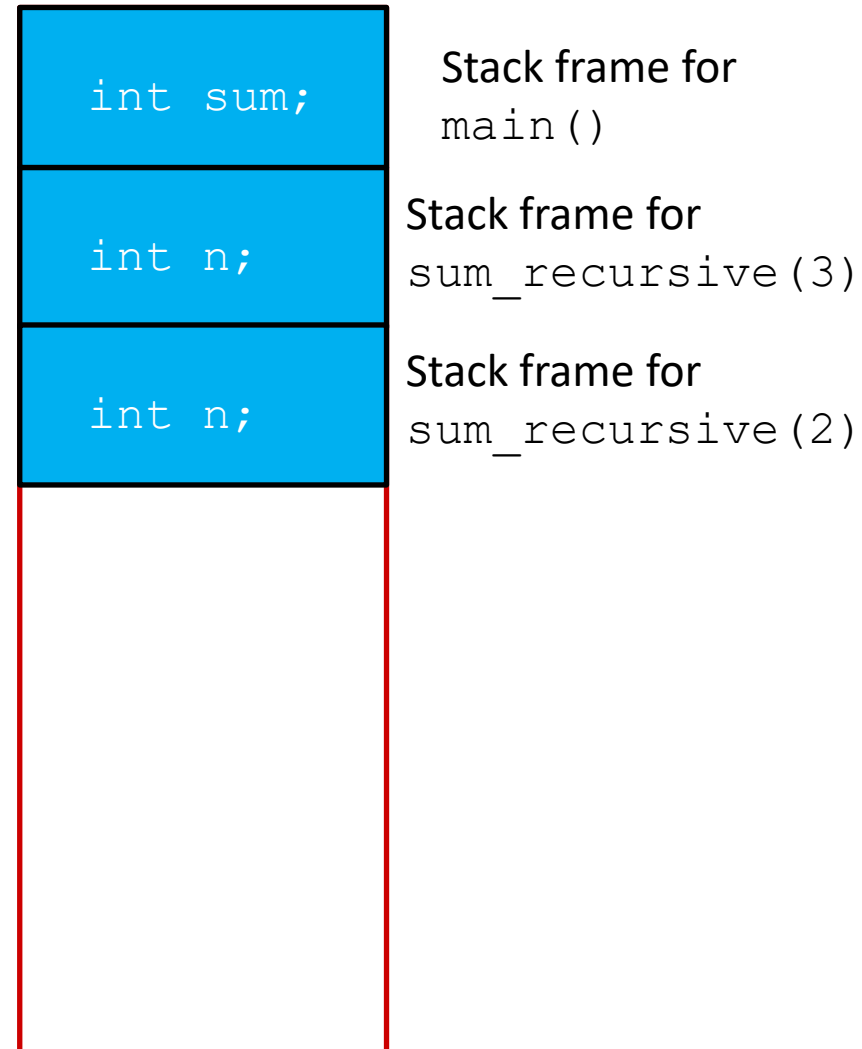 int sum;
Stack frame for
main()
int n;
Stack frame for
sum_recursive(3)
int n;
Stack frame for
sum_recursive(2)